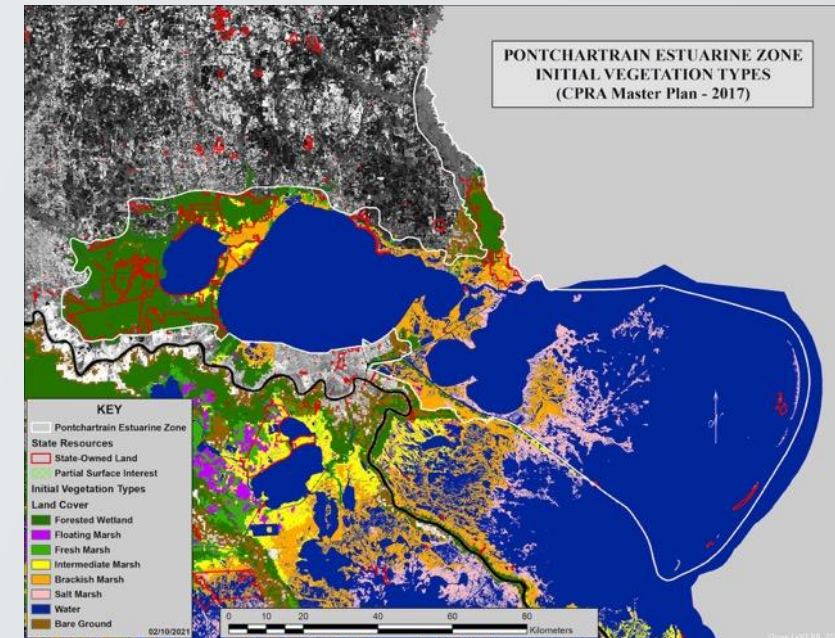 PONTCHARTRAIN ESTUARINE ZONE
INITIAL VEGETATION TYPES
(CPRA Master Plan - 2017)
KEY
Pontchartrain Estuarine Zone
State Resources
State-Owned Land
Partial Surface Interest
Initial Vegetation Types
Land Cover
Forested Wetland
Floating Marsh
Fresh Marsh
Intermediate Marsh
Brackish Marsh
Salt Marsh
Water
Bare Ground
02/10/2021
0 10 20 40 60 80
Kilometers